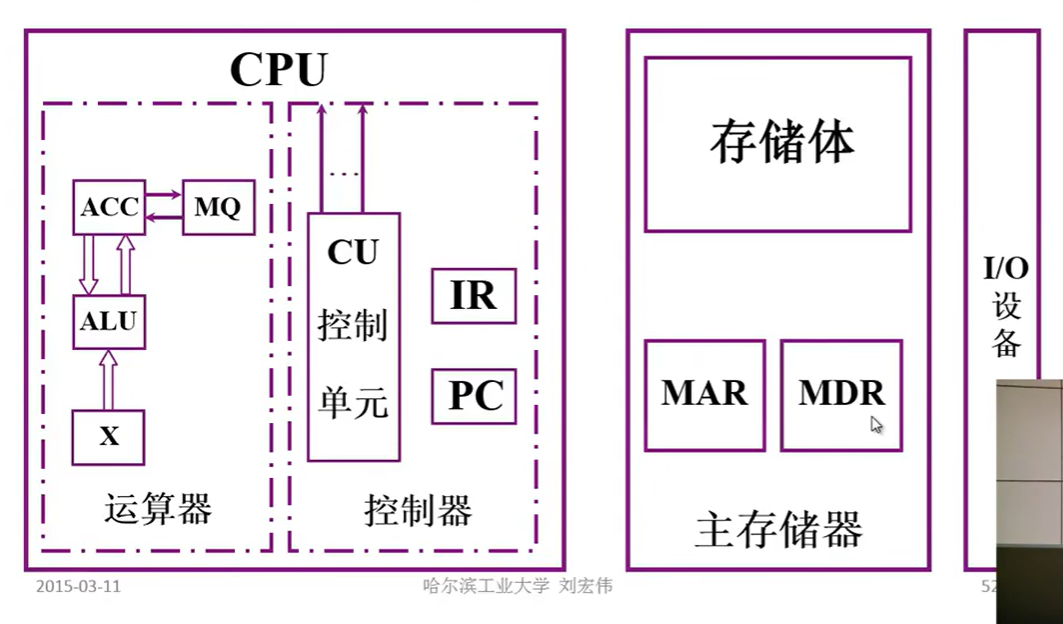 CPU
ACC
MQ
ALU
X
运算器
CU
控制
单元
...
IR
PC
控制器
存储体
MAR
MDR
主存储器
I/O
设
备
2015-03-11
哈尔滨工业大学 刘宏伟